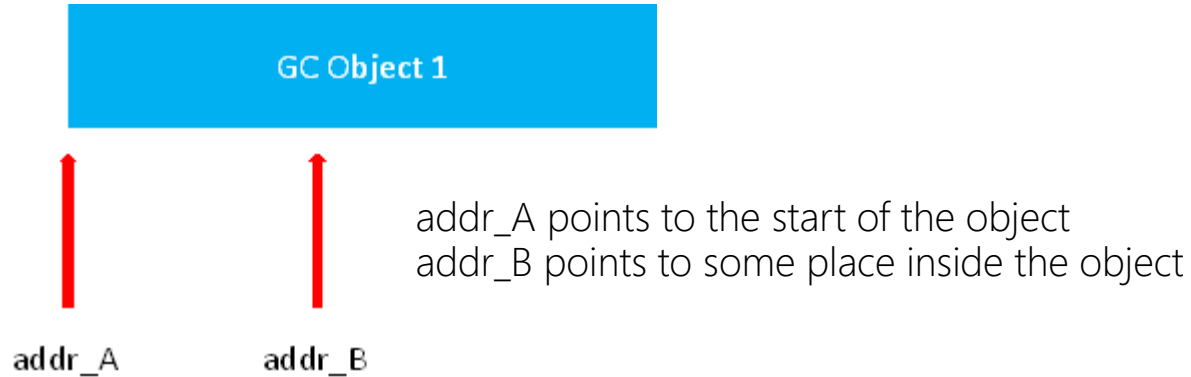 GC Object 1
addr_A points to the start of the object
addr_B points to some place inside the object
addr_A
addr_B